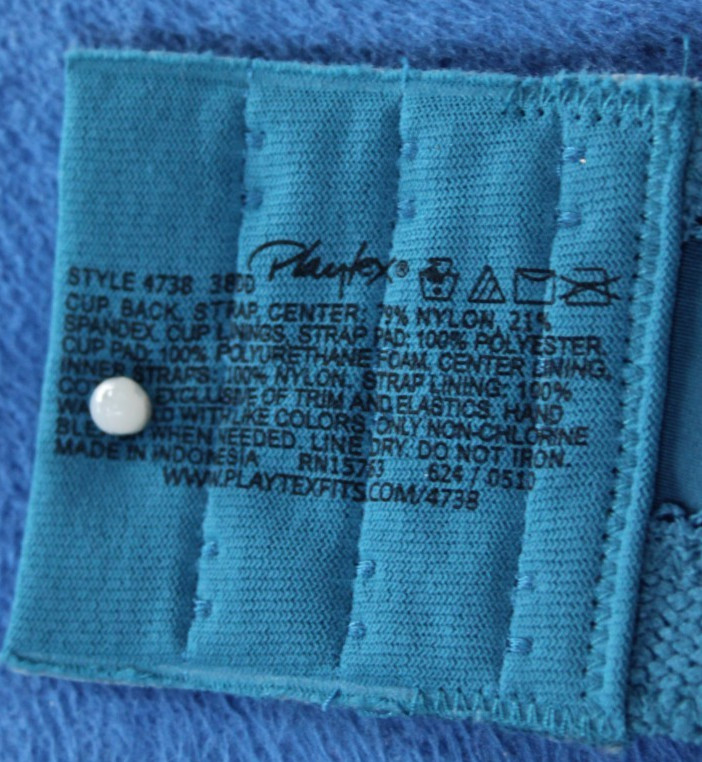 Playtex®
STYLE 4738 38DD
CUP, BACK, STRAP, CENTER: 79% NYLON, 21%
SPANDEX. CUP LININGS, STRAP PAD: 100% POLYESTER.
CUP PAD: 100% POLYURETHANE FOAM. CENTER LINING,
INNER STRAPS: 100% NYLON. STRAP LINING: 100%
EXCLUSIVE OF TRIM AND ELASTICS. HAND
WITH LIKE COLORS. ONLY NON-CHLORINE
WHEN NEEDED. LINE DRY. DO NOT IRON.
MADE IN INDONESIA RN15763 624 / 0510
WWW.PLAYTEXFITS.COM/4738